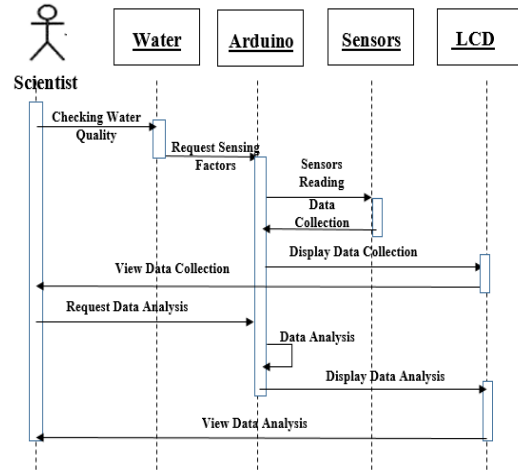 Water
Arduino
Sensors
LCD
Scientist
Checking Water
Quality
Request Sensing
Factors
Sensors
Reading
Data
Collection
Display Data Collection
View Data Collection
Request Data Analysis
Data Analysis
Display Data Analysis
View Data Analysis